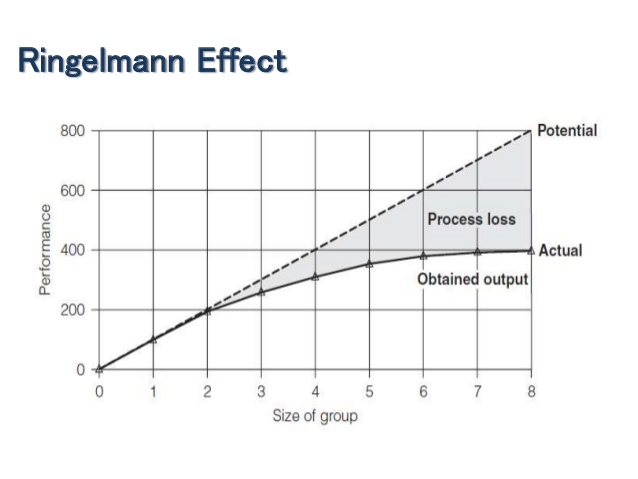 Ringelmann Effect
800
600
400
200
0
Performance
Potential
Process loss
Actual
Obtained output
0 1 2 3 4 5 6 7 8
Size of group